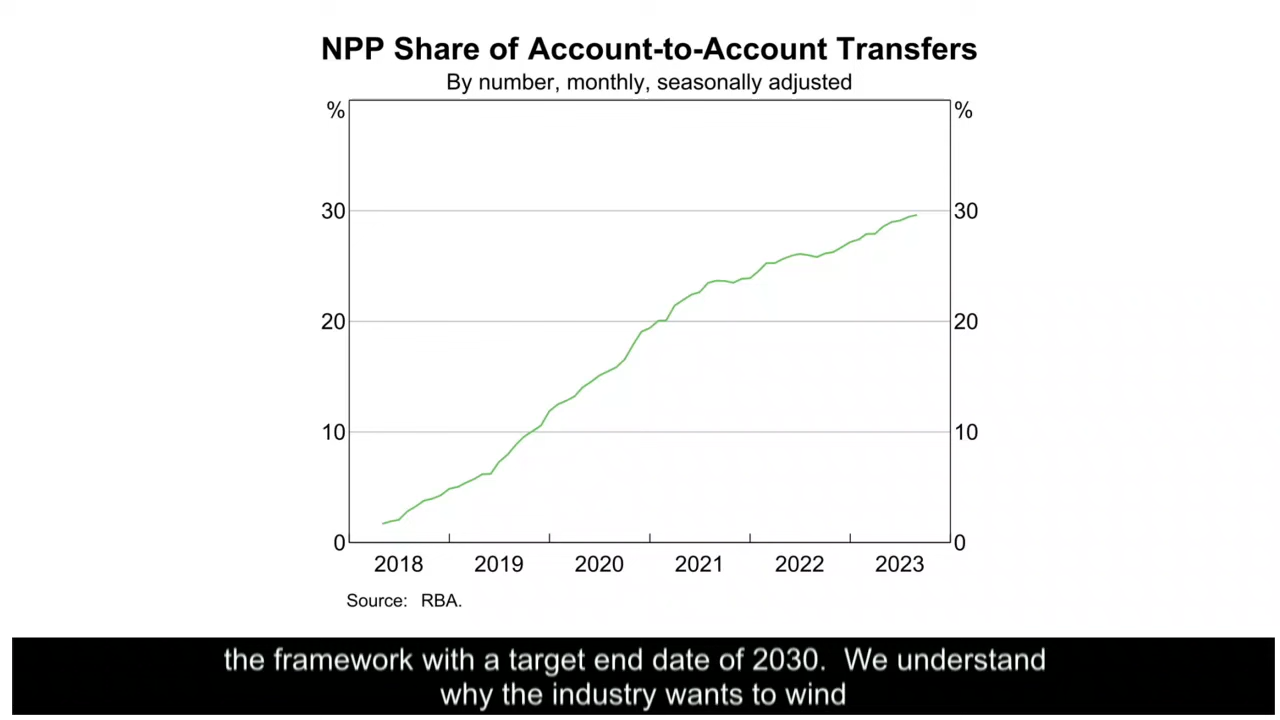 NPP Share of Account-to-Account Transfers
By number, monthly, seasonally adjusted
% %
30 30
20 20
10 10
0 0
2018 2019 2020 2021 2022 2023
Source: RBA.
the framework with a target end date of 2030. We understand
why the industry wants to wind